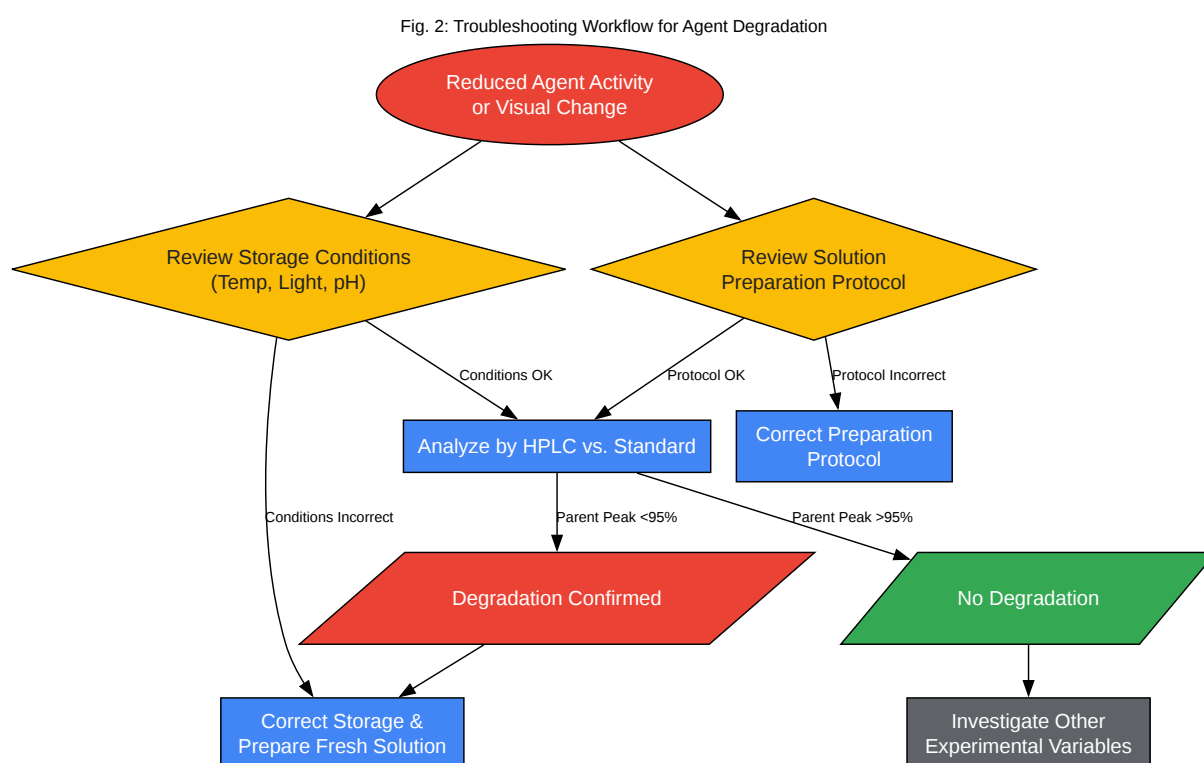 Fig. 2: Troubleshooting Workflow for Agent Degradation
Reduced Agent Activity
or Visual Change
Review Storage Conditions
(Temp, Light, pH)
Review Solution
Preparation Protocol
Conditions OK
Protocol OK
Protocol Incorrect
Analyze by HPLC vs. Standard
Correct Preparation
Protocol
Conditions Incorrect
Parent Peak <95%
Parent Peak >95%
Degradation Confirmed
No Degradation
Correct Storage &
Prepare Fresh Solution
Investigate Other
Experimental Variables